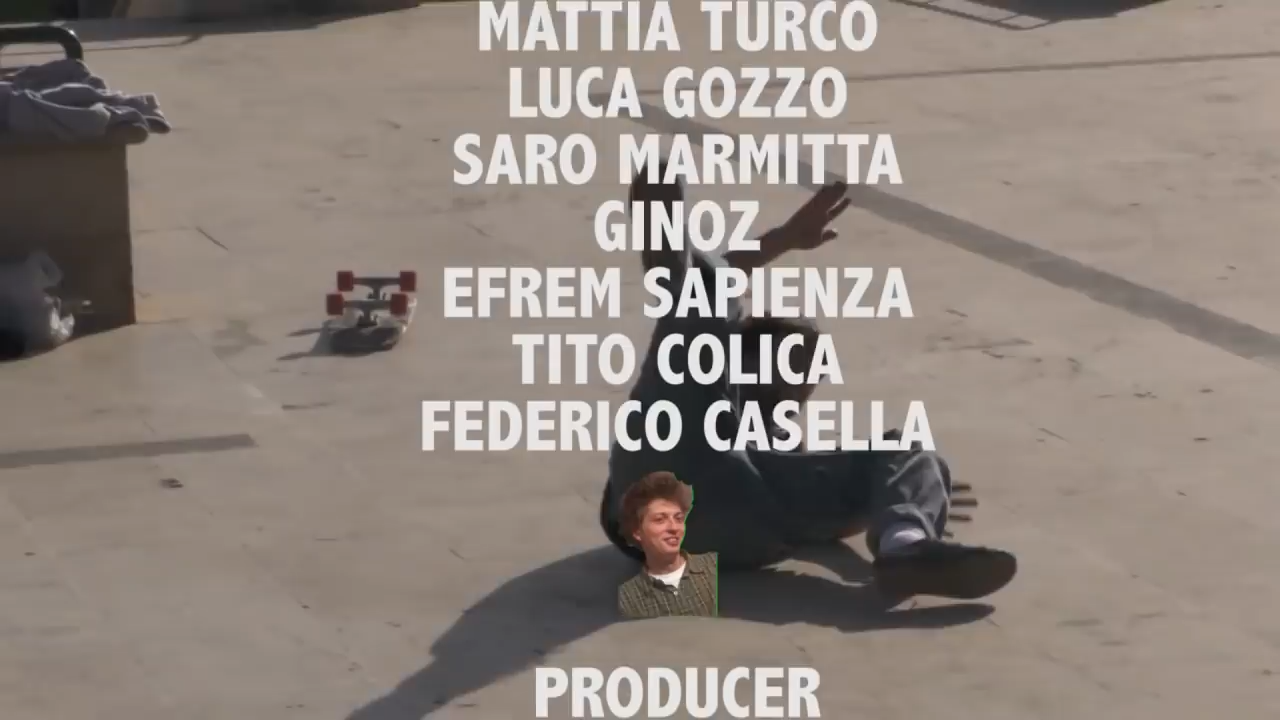 MATTIA TURCO
LUCA GOZZO
SARO MARMITTA
GINOZ
EFREM SAPIENZA
TITO COLICA
FEDERICO CASELLA
PRODUCER